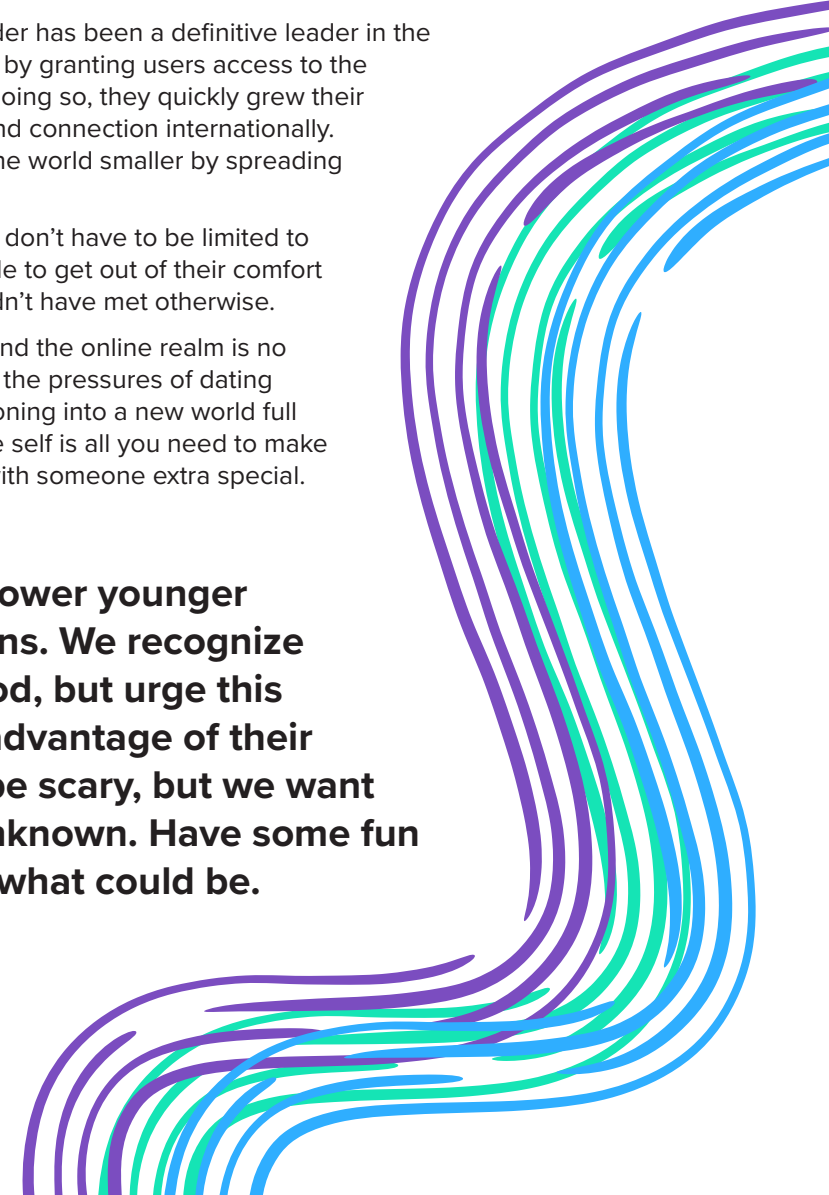 der has been a definitive leader in the
by granting users access to the
oing so, they quickly grew their
nd connection internationally.
ne world smaller by spreading
don’t have to be limited to
le to get out of their comfort
dn’t have met otherwise.
nd the online realm is no
the pressures of dating
oning into a new world full
e self is all you need to make
vith someone extra special.
ower younger
ns. We recognize
od, but urge this
advantage of their
be scary, but we want
nknown. Have some fun
what could be.